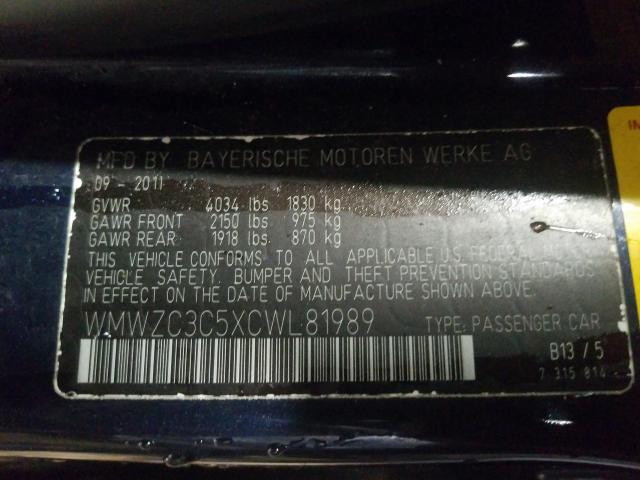 MFD BY BAYERISCHE MOTOREN WERKE AG
09 - 2011
GVWR 4034 lbs 1830 kg
GAWR FRONT 2150 lbs 975 kg
GAWR REAR 1918 lbs 870 kg
THIS VEHICLE CONFORMS TO ALL APPLICABLE U.S. FEDERAL
VEHICLE SAFETY, BUMPER AND THEFT PREVENTION STANDARDS
IN EFFECT ON THE DATE OF MANUFACTURE SHOWN ABOVE.
WMWZC3C5XCWL81989 TYPE: PASSENGER CAR
B13 / 5
7 315 814